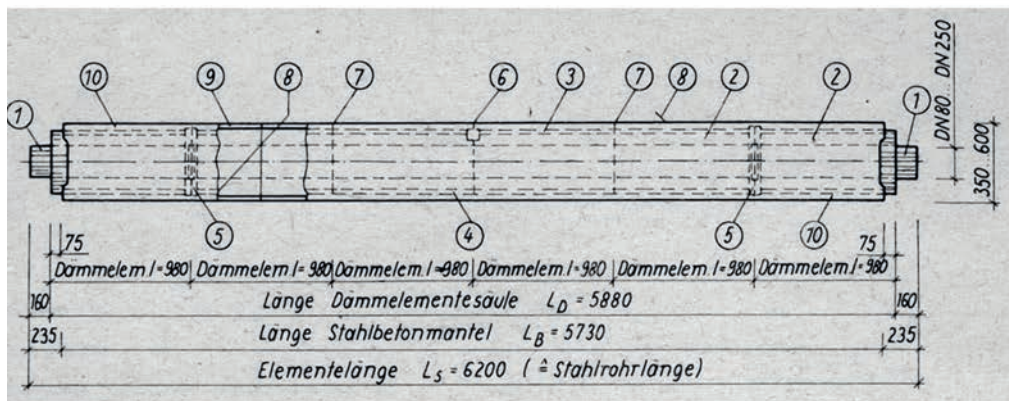 10 9 8 7 6 3 7 8 2 2
1 1
DN80...DN250
350...600
5 4 5 10
75 75
Dämmelem. l=980 Dämmelem. l=980 Dämmelem. l=980 Dämmelem. l=980 Dämmelem. l=980 Dämmelem. l=980
160 Länge Dämmelementesäule L_D = 5880 160
235 Länge Stahlbetonmantel L_B = 5730 235
Elementelänge L_S = 6200 (≙ Stahlrohrlänge)